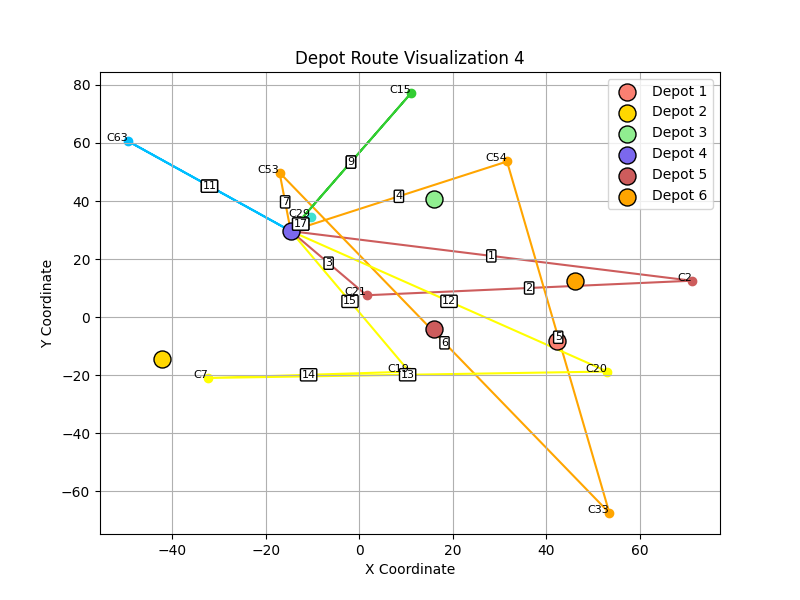 Depot Route Visualization 4
Depot 1
Depot 2
Depot 3
Depot 4
Depot 5
Depot 6
80
60
40
20
0
−20
−40
−60
−40
−20
0
20
40
60
X Coordinate
Y Coordinate
C15
C63
C53
C54
C29
C2
C21
C7
C19
C20
C33
9
11
7
4
17
1
3
2
15
12
5
6
14
13